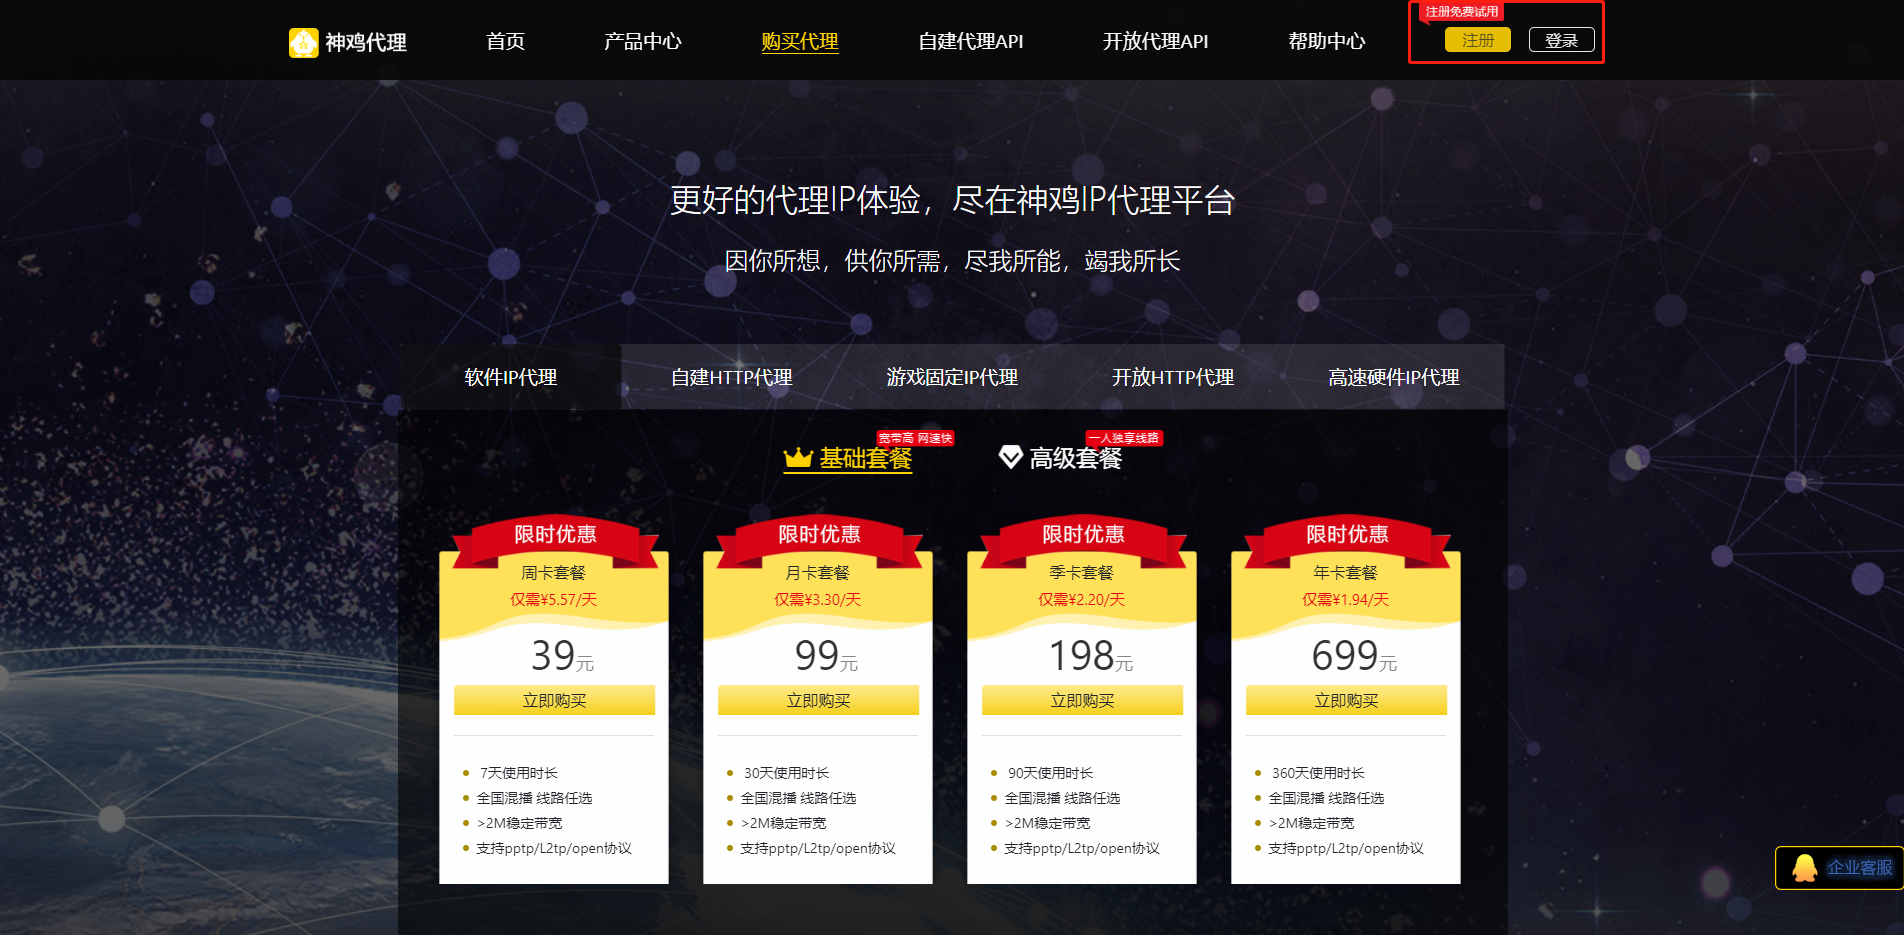 注册免费试用
神鸡代理 首页 产品中心 购买代理 自建代理API 开放代理API 帮助中心 注册 登录
更好的代理IP体验，尽在神鸡IP代理平台
因你所想，供你所需，尽我所能，竭我所长
软件IP代理 自建HTTP代理 游戏固定IP代理 开放HTTP代理 高速硬件IP代理
宽带高 网速快 一人独享线路
基础套餐 高级套餐
限时优惠
周卡套餐
仅需¥5.57/天
39元
立即购买
7天使用时长
全国混播 线路任选
>2M稳定带宽
支持pptp/L2tp/open协议
限时优惠
月卡套餐
仅需¥3.30/天
99元
立即购买
30天使用时长
全国混播 线路任选
>2M稳定带宽
支持pptp/L2tp/open协议
限时优惠
季卡套餐
仅需¥2.20/天
198元
立即购买
90天使用时长
全国混播 线路任选
>2M稳定带宽
支持pptp/L2tp/open协议
限时优惠
年卡套餐
仅需¥1.94/天
699元
立即购买
360天使用时长
全国混播 线路任选
>2M稳定带宽
支持pptp/L2tp/open协议
企业客服